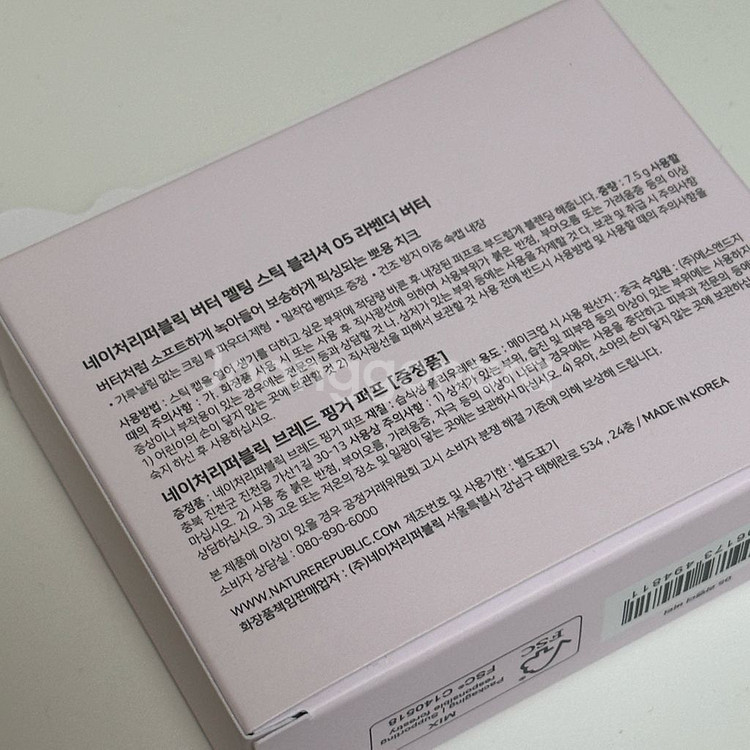 네이처리퍼블릭 버터 멜팅 스틱 블러셔 05 라벤더 버터
버터처럼 소프트하게 녹아들어 보송하게 픽싱되는 뽀용 치크
• 가루날림 없는 크림 투 파우더 제형 • 밀착업 빵퍼프 증정 • 건조 방지 이중 속캡 내장
사용방법 : 스틱 캡을 열어 생기를 더하고 싶은 부위에 적당량 바른 후 내장된 퍼프로 부드럽게 블렌딩 해줍니다. 중량 : 7.5 g 사용할
때의 주의사항 : 가. 화장품 사용 시 또는 사용 후 직사광선에 의하여 사용부위가 붉은 반점, 부어오름 또는 가려움증 등의 이상
증상이나 부작용이 있는 경우에는 전문의 등과 상담할 것 나. 상처가 있는 부위 등에는 사용을 자제할 것 다. 보관 및 취급 시 주의사항
1) 어린이의 손이 닿지 않는 곳에 보관할 것 2) 직사광선을 피해서 보관할 것 사용 전에 반드시 사용방법 및 사용할 때의 주의사항을
숙지 하신 후 사용하십시오.
네이처리퍼블릭 브레드 핑거 퍼프 [증정품]
증정품 : 네이처리퍼블릭 브레드 핑거 퍼프 재질 : 습식 폴리우레탄 용도 : 메이크업 시 사용 원산지 : 중국 수입원 : (주)에스앤드지
충북 진천군 진천읍 가산1길 30-13 사용상 주의사항 : 1) 상처가 있는 부위, 습진 및 피부염 등의 이상이 있는 부위에는 사용하지
마십시오. 2) 사용 중 붉은 반점, 부어오름, 가려움증, 자극 등의 이상이 나타난 경우에는 사용을 중단하고 피부과 전문의 등에
상담하십시오. 3) 고온 또는 저온의 장소 및 일광이 닿는 곳에는 보관하지 마십시오. 4) 유아, 소아의 손이 닿지 않는 곳에 보관하십
본 제품에 이상이 있을 경우 공정거래위원회 고시 소비자 분쟁 해결 기준에 의해 보상해 드립니다.
소비자 상담실 : 080-890-6000
WWW.NATUREREPUBLIC.COM 제조번호 및 사용기한 : 별도표기
화장품책임판매업자 : (주)네이처리퍼블릭 서울특별시 강남구 테헤란로 534 , 24층 / MADE IN KOREA
6173 494811
05 라벤더 버터
FSC
MIX
Packaging | Supporting
responsible forestry
FSC® C140515